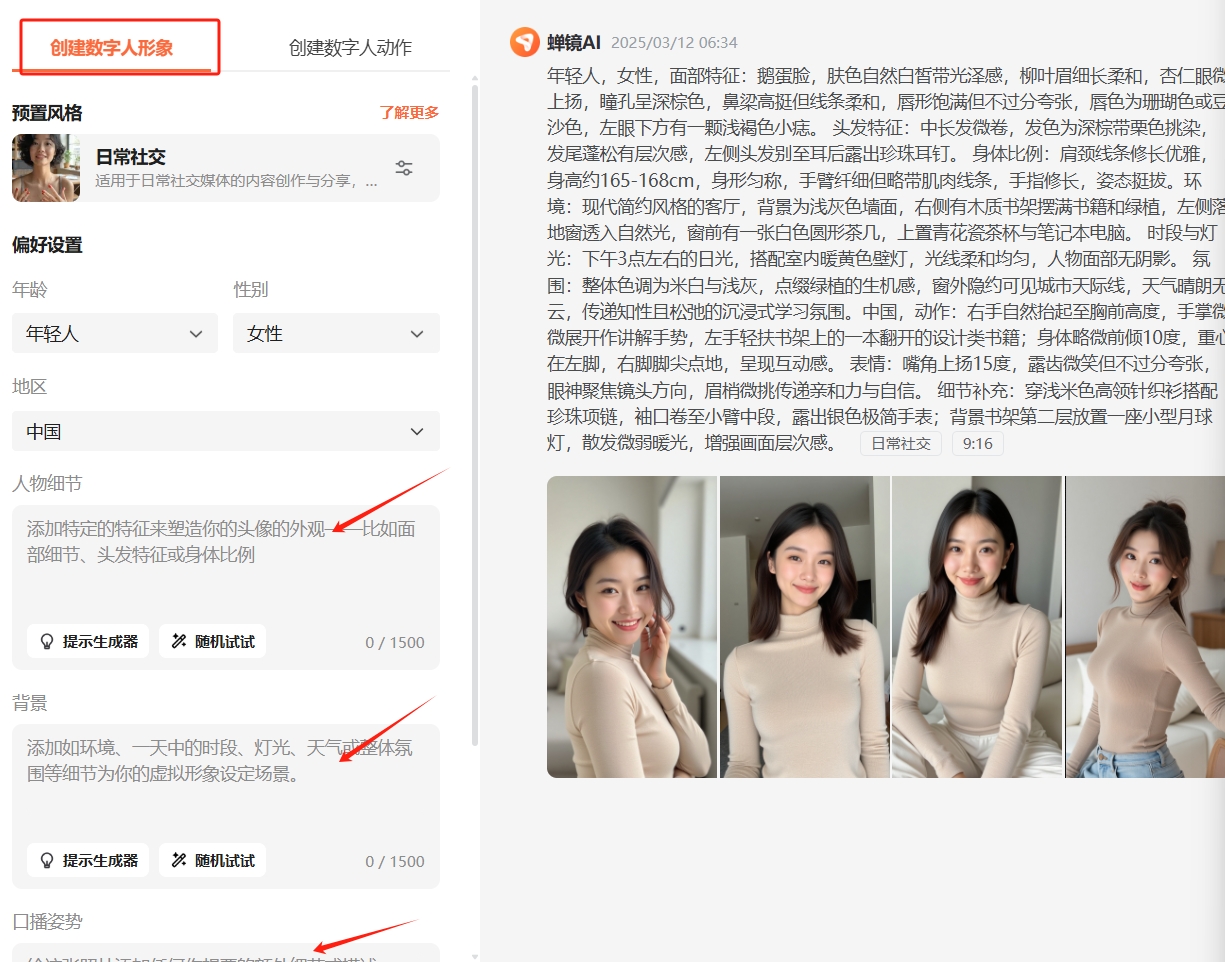 创建数字人形象
创建数字人动作
预置风格
了解更多
日常社交
适用于日常社交媒体的内容创作与分享，...
偏好设置
年龄
性别
年轻人
女性
地区
中国
人物细节
添加特定的特征来塑造你的头像的外观——比如面
部细节、头发特征或身体比例
提示生成器
随机试试
0 / 1500
背景
添加如环境、一天中的时段、灯光、天气或整体氛
围等细节为你的虚拟形象设定场景。
提示生成器
随机试试
0 / 1500
口播姿势
蝉镜AI 2025/03/12 06:34
年轻人，女性，面部特征：鹅蛋脸，肤色自然白皙带光泽感，柳叶眉细长柔和，杏仁眼微
上扬，瞳孔呈深棕色，鼻梁高挺但线条柔和，唇形饱满但不过分夸张，唇色为珊瑚色或豆
沙色，左眼下方有一颗浅褐色小痣。 头发特征：中长发微卷，发色为深棕带栗色挑染，
发尾蓬松有层次感，左侧头发别至耳后露出珍珠耳钉。 身体比例：肩颈线条修长优雅，
身高约165-168cm，身形匀称，手臂纤细但略带肌肉线条，手指修长，姿态挺拔。环
境：现代简约风格的客厅，背景为浅灰色墙面，右侧有木质书架摆满书籍和绿植，左侧落
地窗透入自然光，窗前有一张白色圆形茶几，上置青花瓷茶杯与笔记本电脑。 时段与灯
光：下午3点左右的日光，搭配室内暖黄色壁灯，光线柔和均匀，人物面部无阴影。 氛
围：整体色调为米白与浅灰，点缀绿植的生机感，窗外隐约可见城市天际线，天气晴朗无
云，传递知性且松弛的沉浸式学习氛围。中国，动作：右手自然抬起至胸前高度，手掌微
微展开作讲解手势，左手轻扶书架上的一本翻开的设计类书籍；身体略微前倾10度，重心
在左脚，右脚脚尖点地，呈现互动感。 表情：嘴角上扬15度，露齿微笑但不过分夸张，
眼神聚焦镜头方向，眉梢微挑传递亲和力与自信。 细节补充：穿浅米色高领针织衫搭配
珍珠项链，袖口卷至小臂中段，露出银色极简手表；背景书架第二层放置一座小型月球
灯，散发微弱暖光，增强画面层次感。 日常社交 9:16